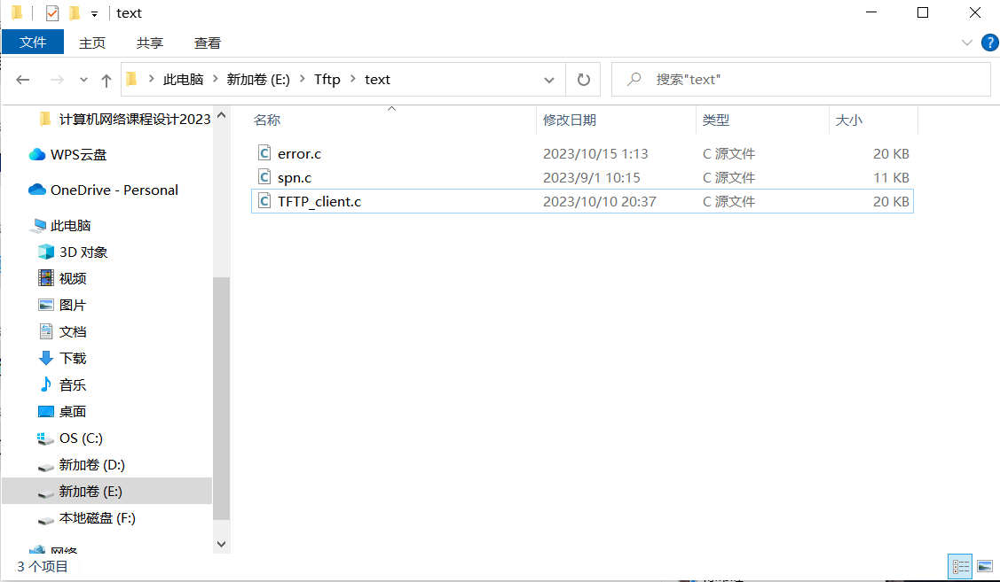 text
文件 主页 共享 查看
此电脑 新加卷 (E:) Tftp text 搜索"text"
计算机网络课程设计2023
WPS云盘
OneDrive - Personal
此电脑
3D 对象
视频
图片
文档
下载
音乐
桌面
OS (C:)
新加卷 (D:)
新加卷 (E:)
本地磁盘 (F:)
网络
名称 修改日期 类型 大小
error.c 2023/10/15 1:13 C 源文件 20 KB
spn.c 2023/9/1 10:15 C 源文件 11 KB
TFTP_client.c 2023/10/10 20:37 C 源文件 20 KB
3 个项目